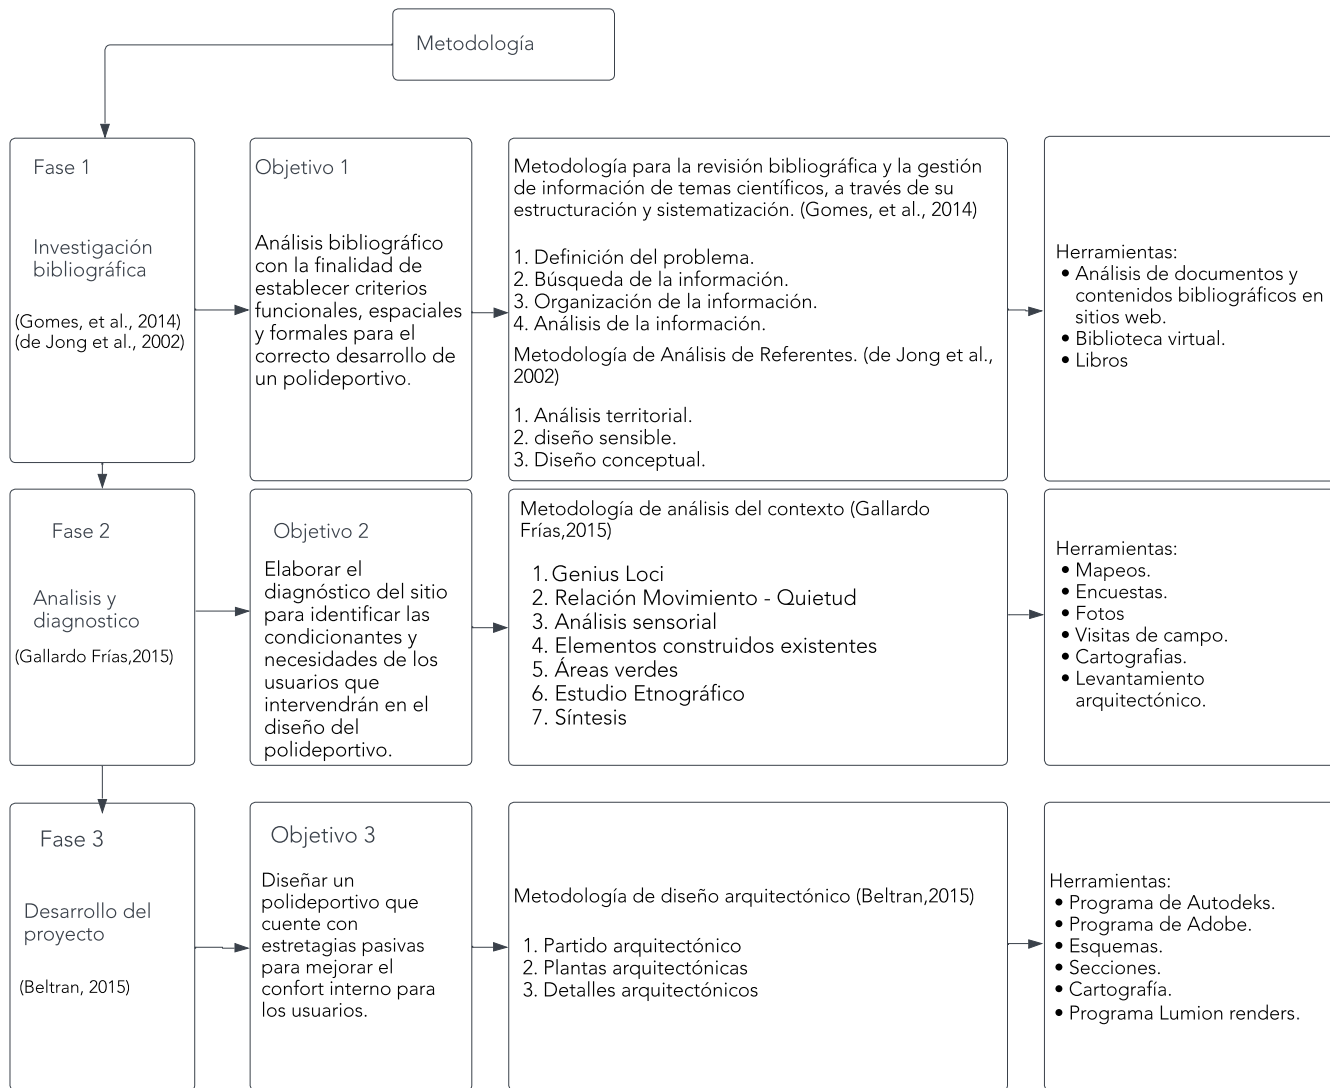 Metodología
Fase 1
Investigación
bibliográfica
(Gomes, et al., 2014)
(de Jong et al., 2002)
Objetivo 1
Análisis bibliográfico
con la finalidad de
establecer criterios
funcionales, espaciales
y formales para el
correcto desarrollo de
un polideportivo.
Metodología para la revisión bibliográfica y la gestión
de información de temas científicos, a través de su
estructuración y sistematización. (Gomes, et al., 2014)
1. Definición del problema.
2. Búsqueda de la información.
3. Organización de la información.
4. Análisis de la información.
Metodología de Análisis de Referentes. (de Jong et al.,
2002)
1. Análisis territorial.
2. diseño sensible.
3. Diseño conceptual.
Herramientas:
• Análisis de documentos y
contenidos bibliográficos en
sitios web.
• Biblioteca virtual.
• Libros
Fase 2
Analisis y
diagnostico
(Gallardo Frías,2015)
Objetivo 2
Elaborar el
diagnóstico del sitio
para identificar las
condicionantes y
necesidades de los
usuarios que
intervendrán en el
diseño del
polideportivo.
Metodología de análisis del contexto (Gallardo
Frías,2015)
1. Genius Loci
2. Relación Movimiento - Quietud
3. Análisis sensorial
4. Elementos construidos existentes
5. Áreas verdes
6. Estudio Etnográfico
7. Síntesis
Herramientas:
• Mapeos.
• Encuestas.
• Fotos
• Visitas de campo.
• Cartografias.
• Levantamiento
arquitectónico.
Fase 3
Desarrollo del
proyecto
(Beltran, 2015)
Objetivo 3
Diseñar un
polideportivo que
cuente con
estretagias pasivas
para mejorar el
confort interno para
los usuarios.
Metodología de diseño arquitectónico (Beltran,2015)
1. Partido arquitectónico
2. Plantas arquitectónicas
3. Detalles arquitectónicos
Herramientas:
• Programa de Autodeks.
• Programa de Adobe.
• Esquemas.
• Secciones.
• Cartografía.
• Programa Lumion renders.